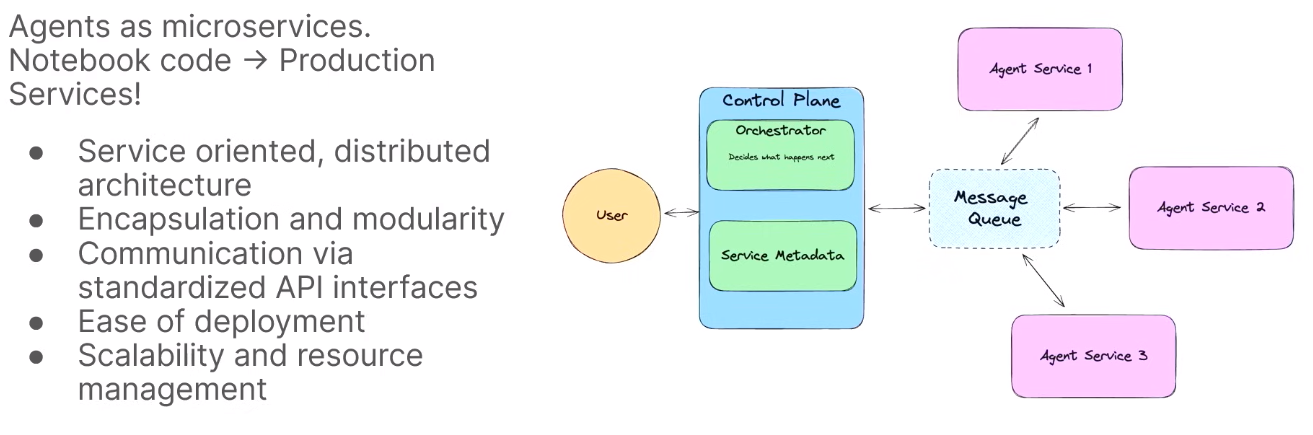 Agents as microservices.
Notebook code → Production
Services!
● Service oriented, distributed
architecture
● Encapsulation and modularity
● Communication via
standardized API interfaces
● Ease of deployment
● Scalability and resource
management
User
Control Plane
Orchestrator
Decides what happens next
Service Metadata
Message
Queue
Agent Service 1
Agent Service 2
Agent Service 3